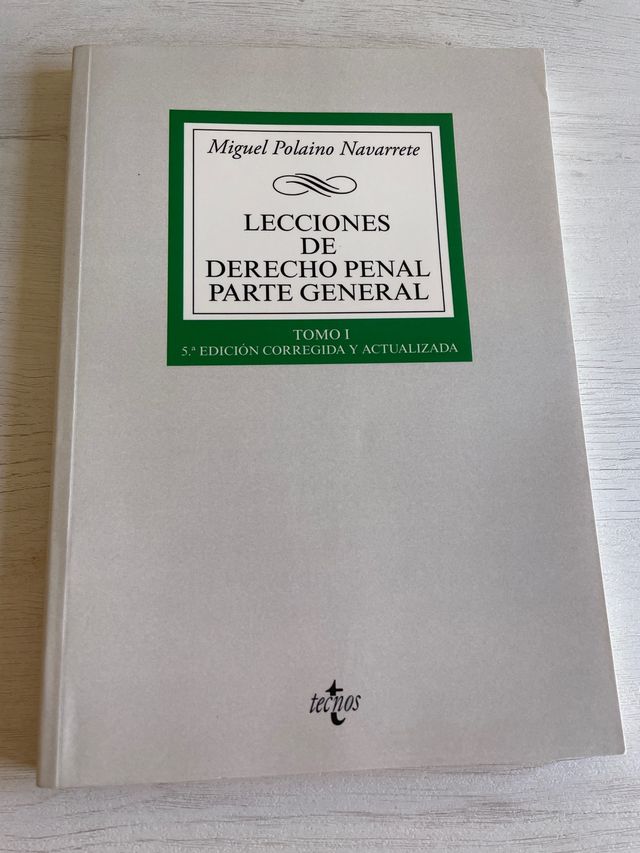 Miguel Polaino Navarrete
LECCIONES
DE
DERECHO PENAL
PARTE GENERAL
TOMO I
5.ª EDICIÓN CORREGIDA Y ACTUALIZADA
tecnos